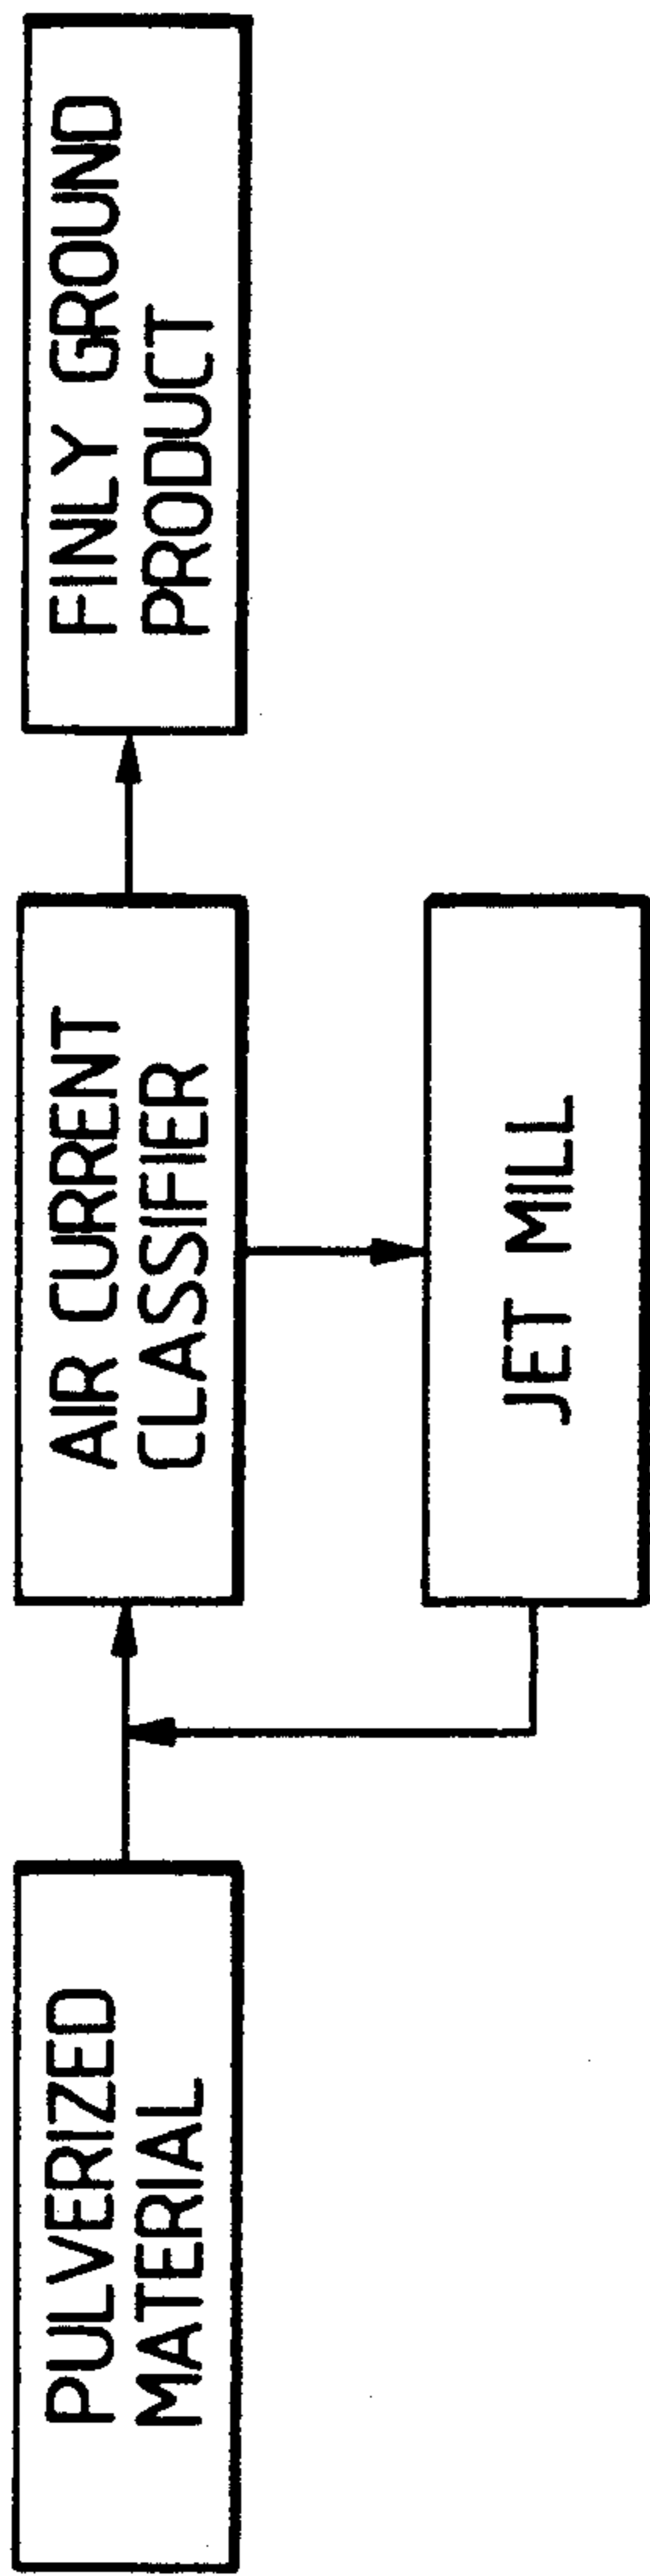 PULVERIZED
MATERIAL
AIR CURRENT
CLASSIFIER
FINLY GROUND
PRODUCT
JET MILL